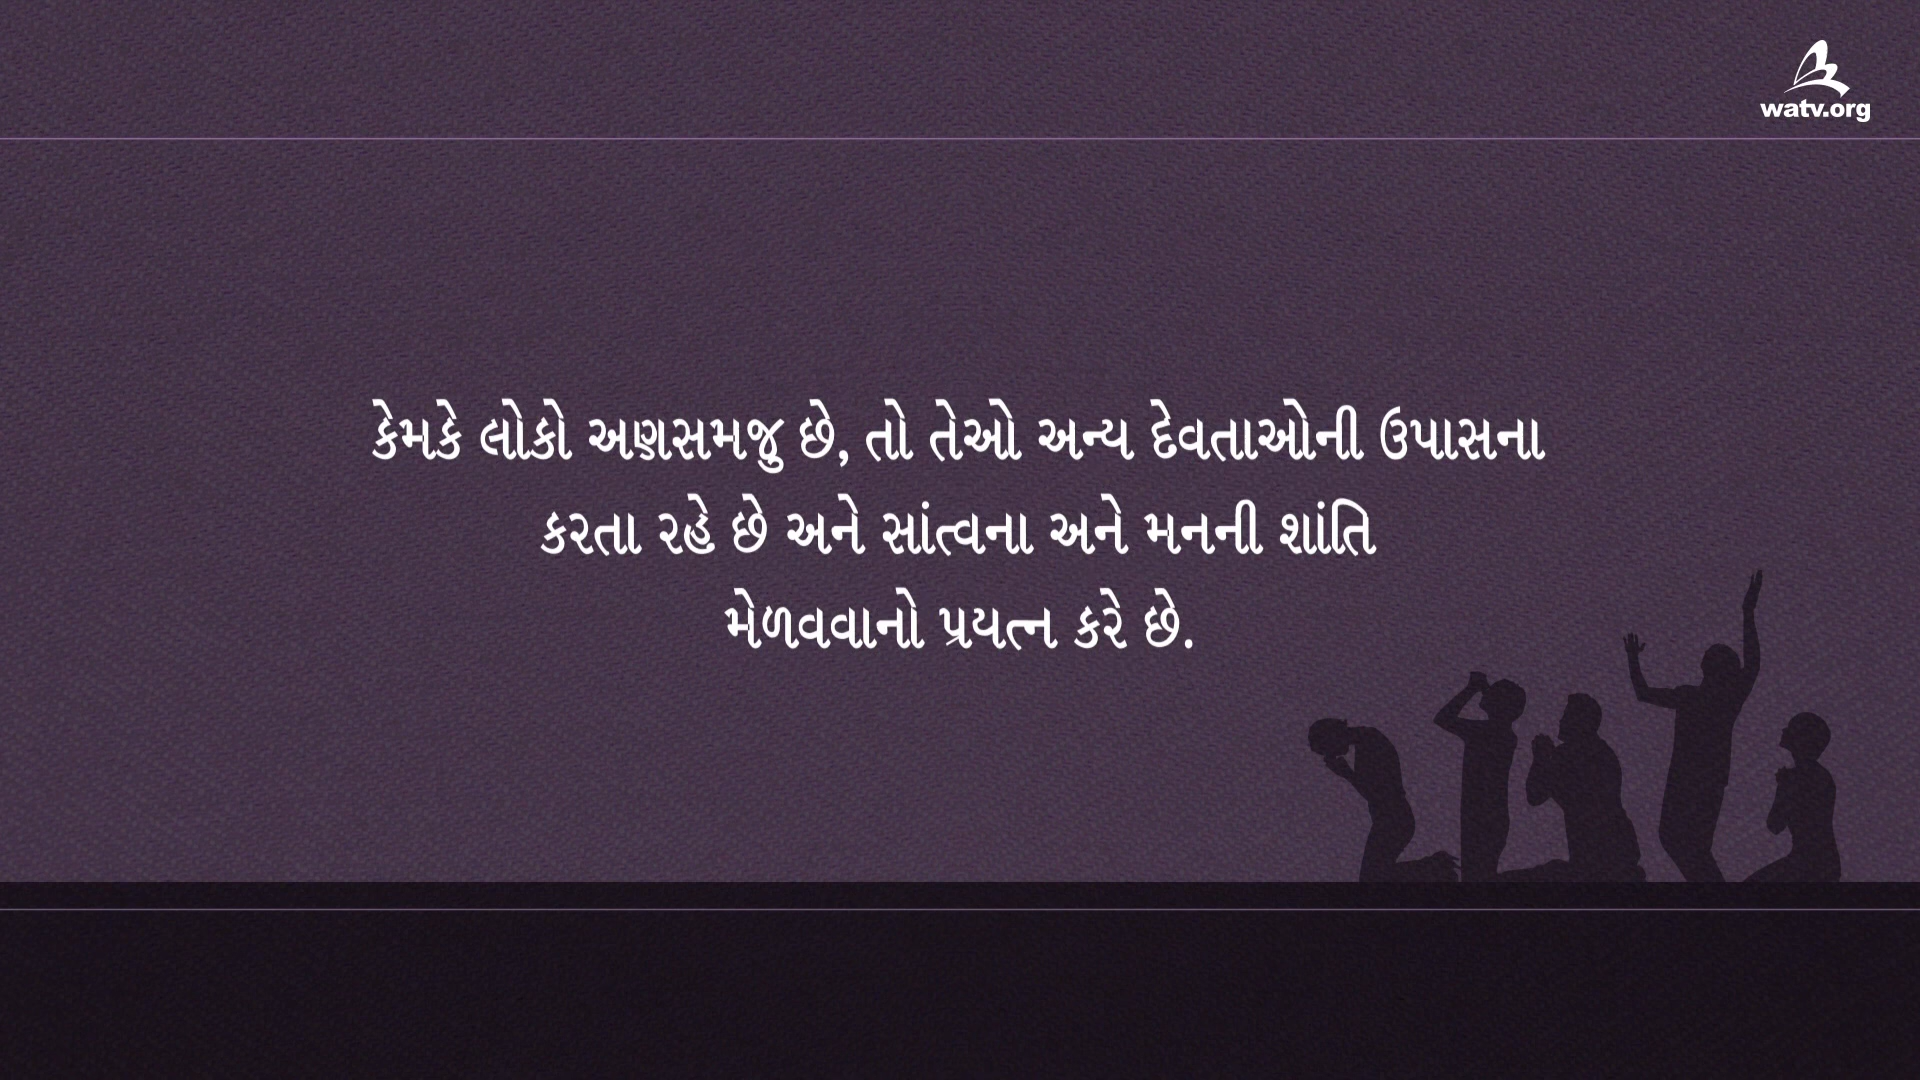 watv.org
કેમકે લોકો અણસમજુ છે, તો તેઓ અન્ય દેવતાઓની ઉપાસના
કરતા રહે છે અને સાંત્વના અને મનની શાંતિ
મેળવવાનો પ્રયત્ન કરે છે.